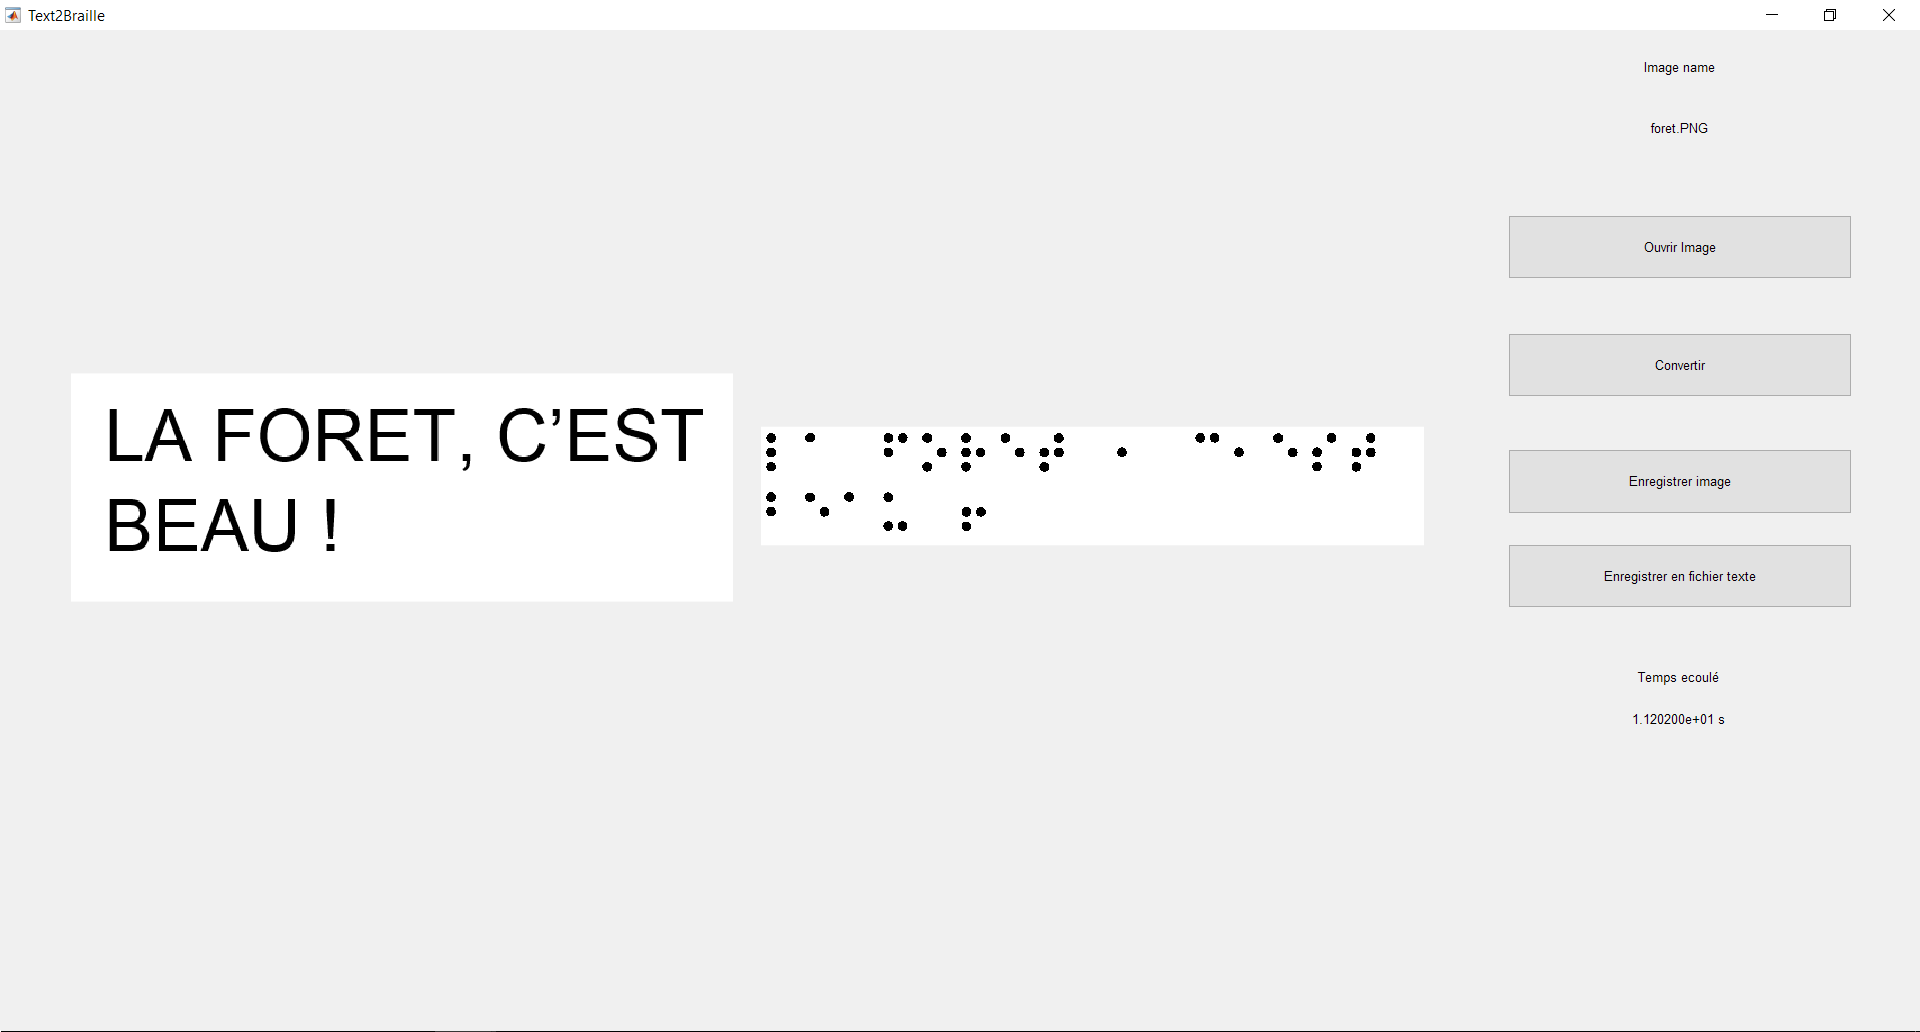 Text2Braille
Image name
foret.PNG
Ouvrir Image
Convertir
LA FORET, C’EST
BEAU !
⠇⠁ ⠋⠕⠗⠑⠞ ⠂ ⠉⠂⠑⠎⠞
⠃⠑⠁⠥ ⠖
Enregistrer image
Enregistrer en fichier texte
Temps ecoulé
1.120200e+01 s